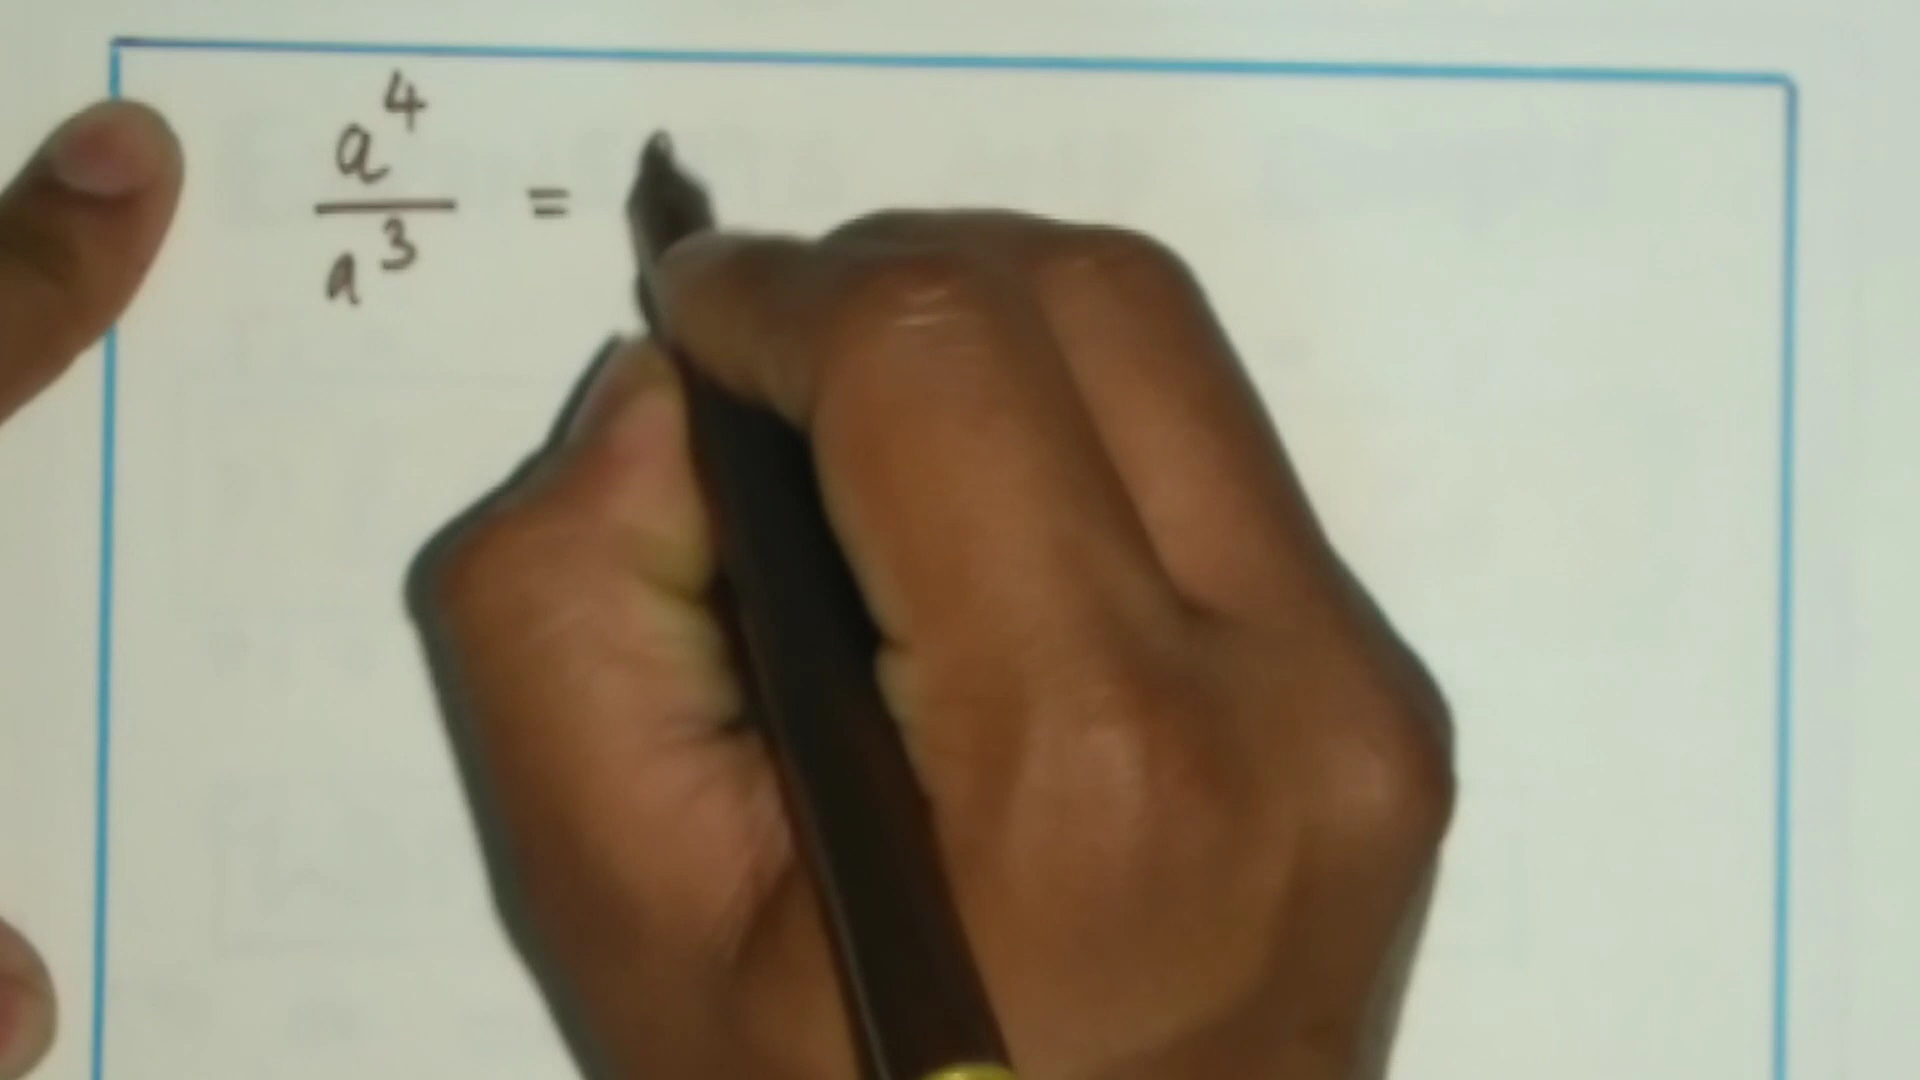 a⁴/a³ =